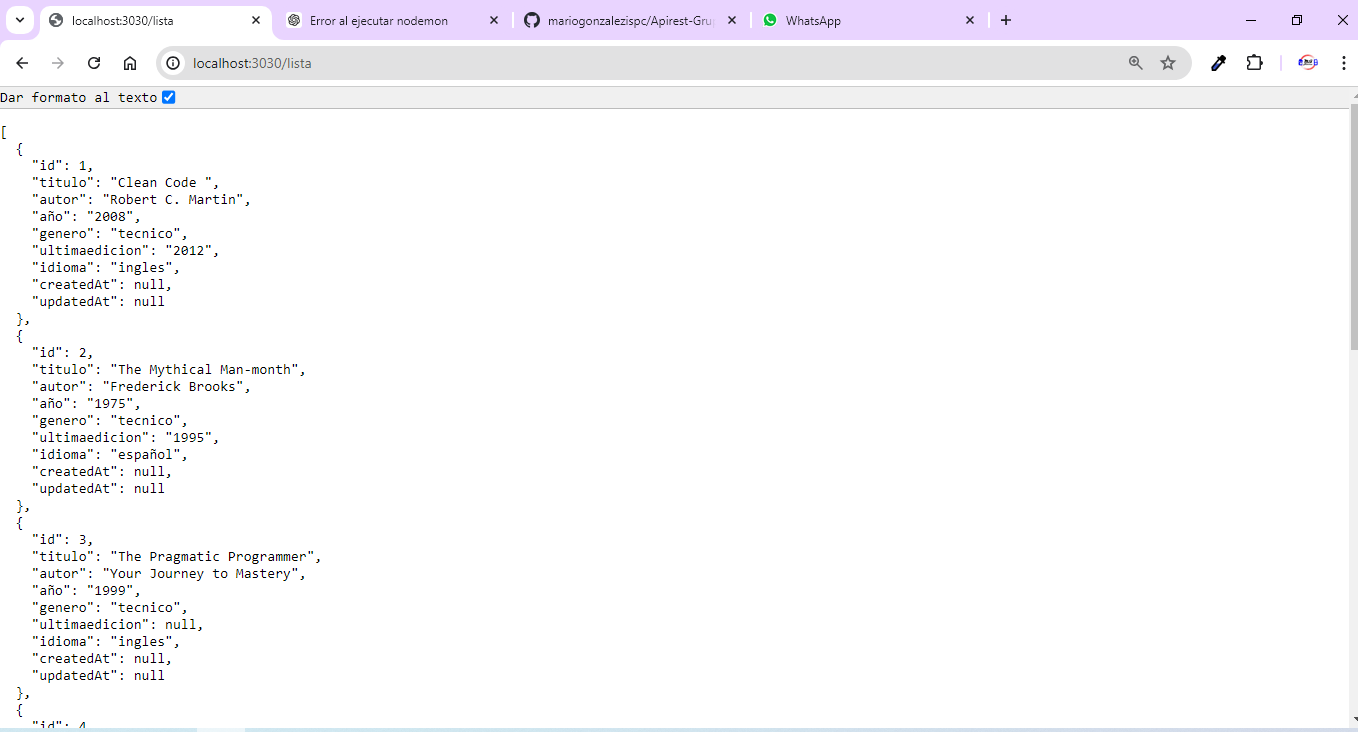 localhost:3030/lista
Error al ejecutar nodemon
mariogonzalezispc/Apirest-Gru
WhatsApp
localhost:3030/lista
Dar formato al texto
[
  {
    "id": 1,
    "titulo": "Clean Code ",
    "autor": "Robert C. Martin",
    "año": "2008",
    "genero": "tecnico",
    "ultimaedicion": "2012",
    "idioma": "ingles",
    "createdAt": null,
    "updatedAt": null
  },
  {
    "id": 2,
    "titulo": "The Mythical Man-month",
    "autor": "Frederick Brooks",
    "año": "1975",
    "genero": "tecnico",
    "ultimaedicion": "1995",
    "idioma": "español",
    "createdAt": null,
    "updatedAt": null
  },
  {
    "id": 3,
    "titulo": "The Pragmatic Programmer",
    "autor": "Your Journey to Mastery",
    "año": "1999",
    "genero": "tecnico",
    "ultimaedicion": null,
    "idioma": "ingles",
    "createdAt": null,
    "updatedAt": null
  },
  {
    "id": 4